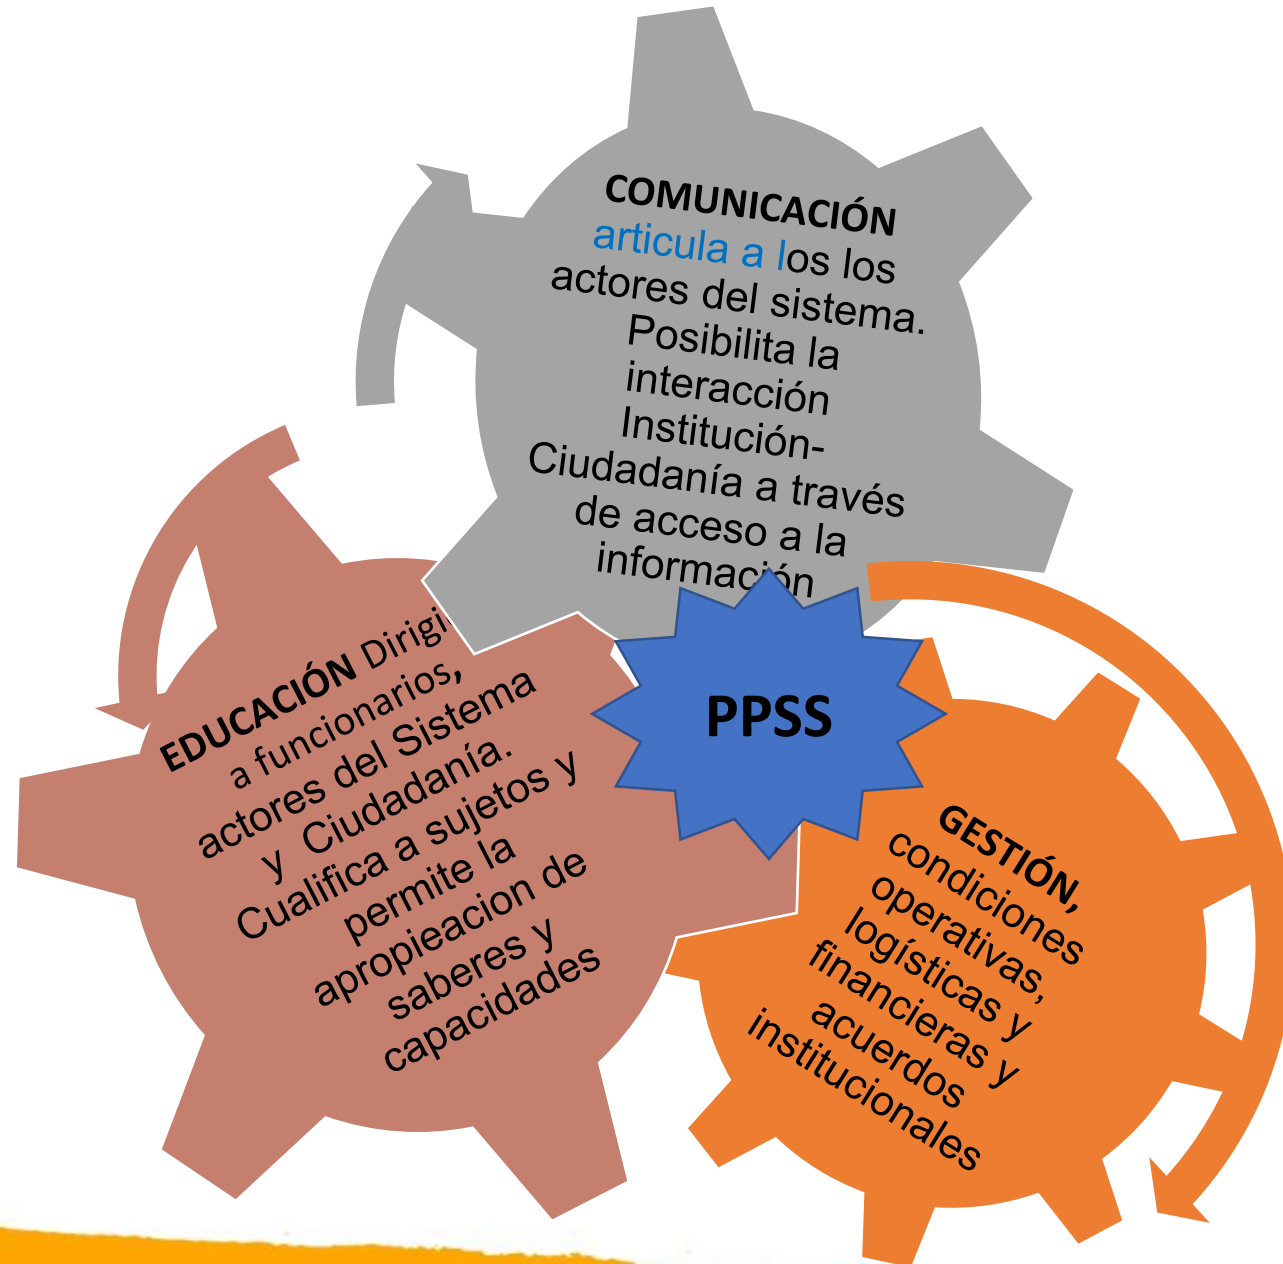 COMUNICACIÓN
articula a los los
actores del sistema.
Posibilita la
interacción
Institución-
Ciudadanía a través
de acceso a la
información
EDUCACIÓN Dirigi
a funcionarios,
actores del Sistema
y Ciudadanía.
Cualifica a sujetos y
permite la
apropieacion de
saberes y
capacidades
PPSS
GESTIÓN,
condiciones
operativas,
logísticas y
financieras y
acuerdos
institucionales